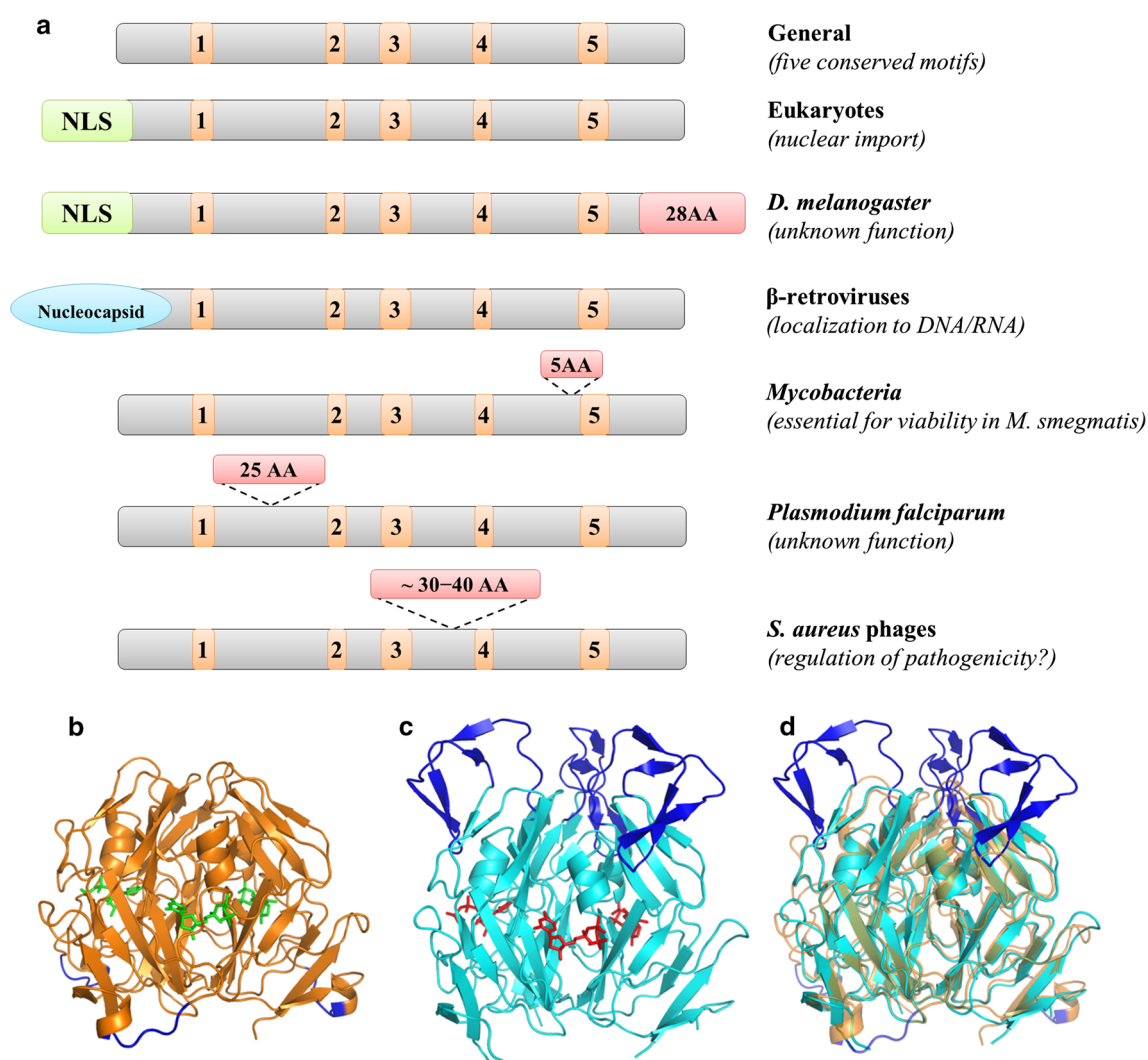 a
1 2 3 4 5
General
(five conserved motifs)
NLS 1 2 3 4 5
Eukaryotes
(nuclear import)
NLS 1 2 3 4 5 28AA
D. melanogaster
(unknown function)
Nucleocapsid 1 2 3 4 5
β-retroviruses
(localization to DNA/RNA)
5AA
1 2 3 4 5
Mycobacteria
(essential for viability in M. smegmatis)
25 AA
1 2 3 4 5
Plasmodium falciparum
(unknown function)
~ 30−40 AA
1 2 3 4 5
S. aureus phages
(regulation of pathogenicity?)
b c d